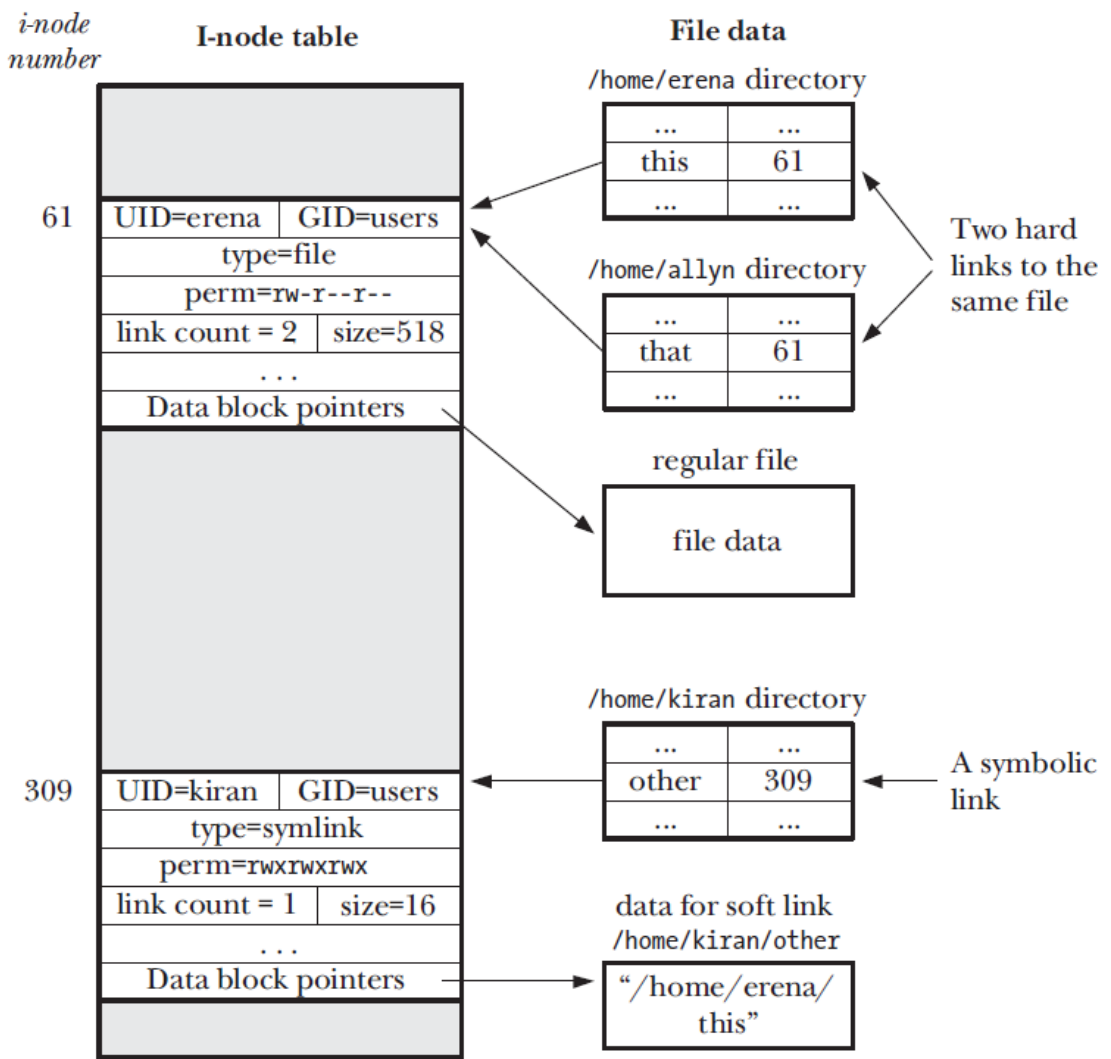 i-node
number
I-node table
File data
/home/erena directory
... ...
this 61
... ...
61
UID=erena GID=users
type=file
perm=rw-r--r--
link count = 2 size=518
. . .
Data block pointers
/home/allyn directory
... ...
that 61
... ...
Two hard
links to the
same file
regular file
file data
/home/kiran directory
... ...
other 309
... ...
A symbolic
link
309
UID=kiran GID=users
type=symlink
perm=rwxrwxrwx
link count = 1 size=16
. . .
Data block pointers
data for soft link
/home/kiran/other
“/home/erena/
this”